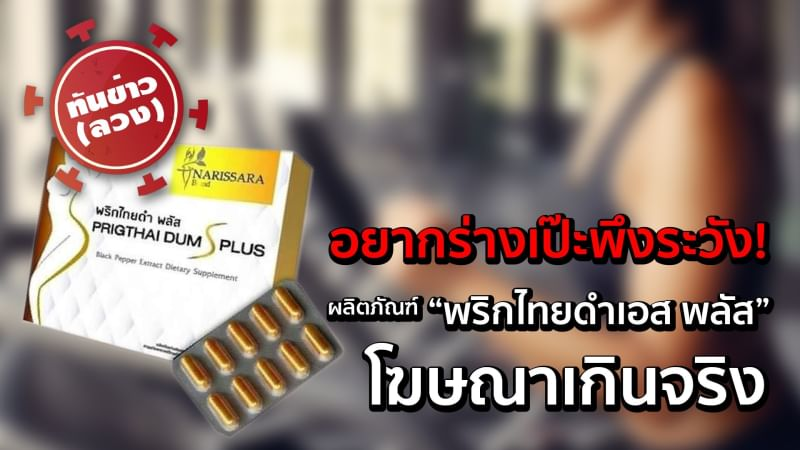 ทันข่าว
(ลวง)
NARISSARA
Brand
พริกไทยดำ พลัส
PRIGTHAI DUM S PLUS
Black Pepper Extract Dietary Supplement
อยากร่างเป๊ะพึงระวัง!
ผลิตภัณฑ์ “พริกไทยดำเอส พลัส”
โฆษณาเกินจริง